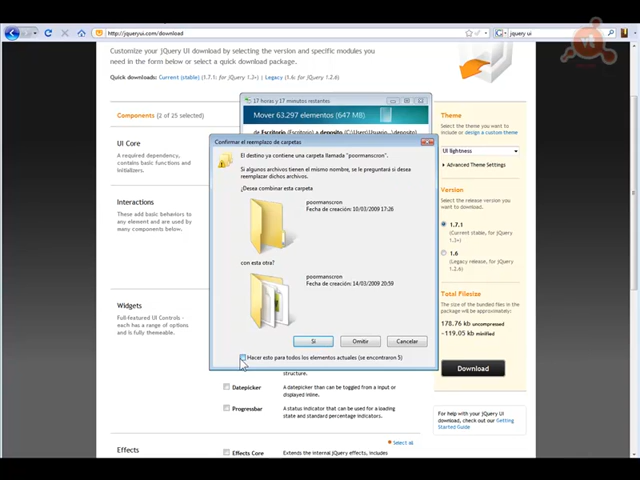 http://jqueryui.com/download
jquery ui
Customize your jQuery UI download by selecting the version and specific modules you
need in the form below or select a quick download package.
Quick downloads: Current (stable) (1.7.1: for jQuery 1.3+) | Legacy (1.6: for jQuery 1.2.6)
Components (2 of 25 selected)
UI Core
A required dependency,
contains basic functions and
initializers.
Interactions
These add basic behaviors to
any element and are used by
many components below.
Widgets
Full-featured UI Controls -
each has a range of options
and is fully themeable.
Effects
17 horas y 17 minutos restantes
Mover 63.297 elementos (647 MB)
de Escritorio (Escritorio) a deposito (C:\Users\Usuario...\deposito)
Confirmar el reemplazo de carpetas
El destino ya contiene una carpeta llamada "poormanscron".
Si algunos archivos tienen el mismo nombre, se le preguntará si desea
reemplazar dichos archivos.
¿Desea combinar esta carpeta
poormanscron
Fecha de creación: 10/03/2009 17:26
con esta otra?
poormanscron
Fecha de creación: 14/03/2009 20:59
Sí
Omitir
Cancelar
Hacer esto para todos los elementos actuales (se encontraron 5)
structure.
Datepicker
A datepicker than can be toggled from a input or
displayed inline.
Progressbar
A status indicator that can be used for a loading
state and standard percentage indicators.
Select all
Effects Core
Extends the internal jQuery effects, includes
Theme
Select the theme you want to
include or design a custom theme
UI lightness
Advanced Theme Settings
Version
Select the release version you
want to download.
1.7.1
(Current stable, for jQuery
1.3+)
1.6
(Legacy release, for jQuery
1.2.6)
Total Filesize
Size of the bundled files in the
package by weight.
178.76 kb uncompressed
~119.05 kb minified
Download
For help with your jQuery UI
download, check out our Getting
Started Guide